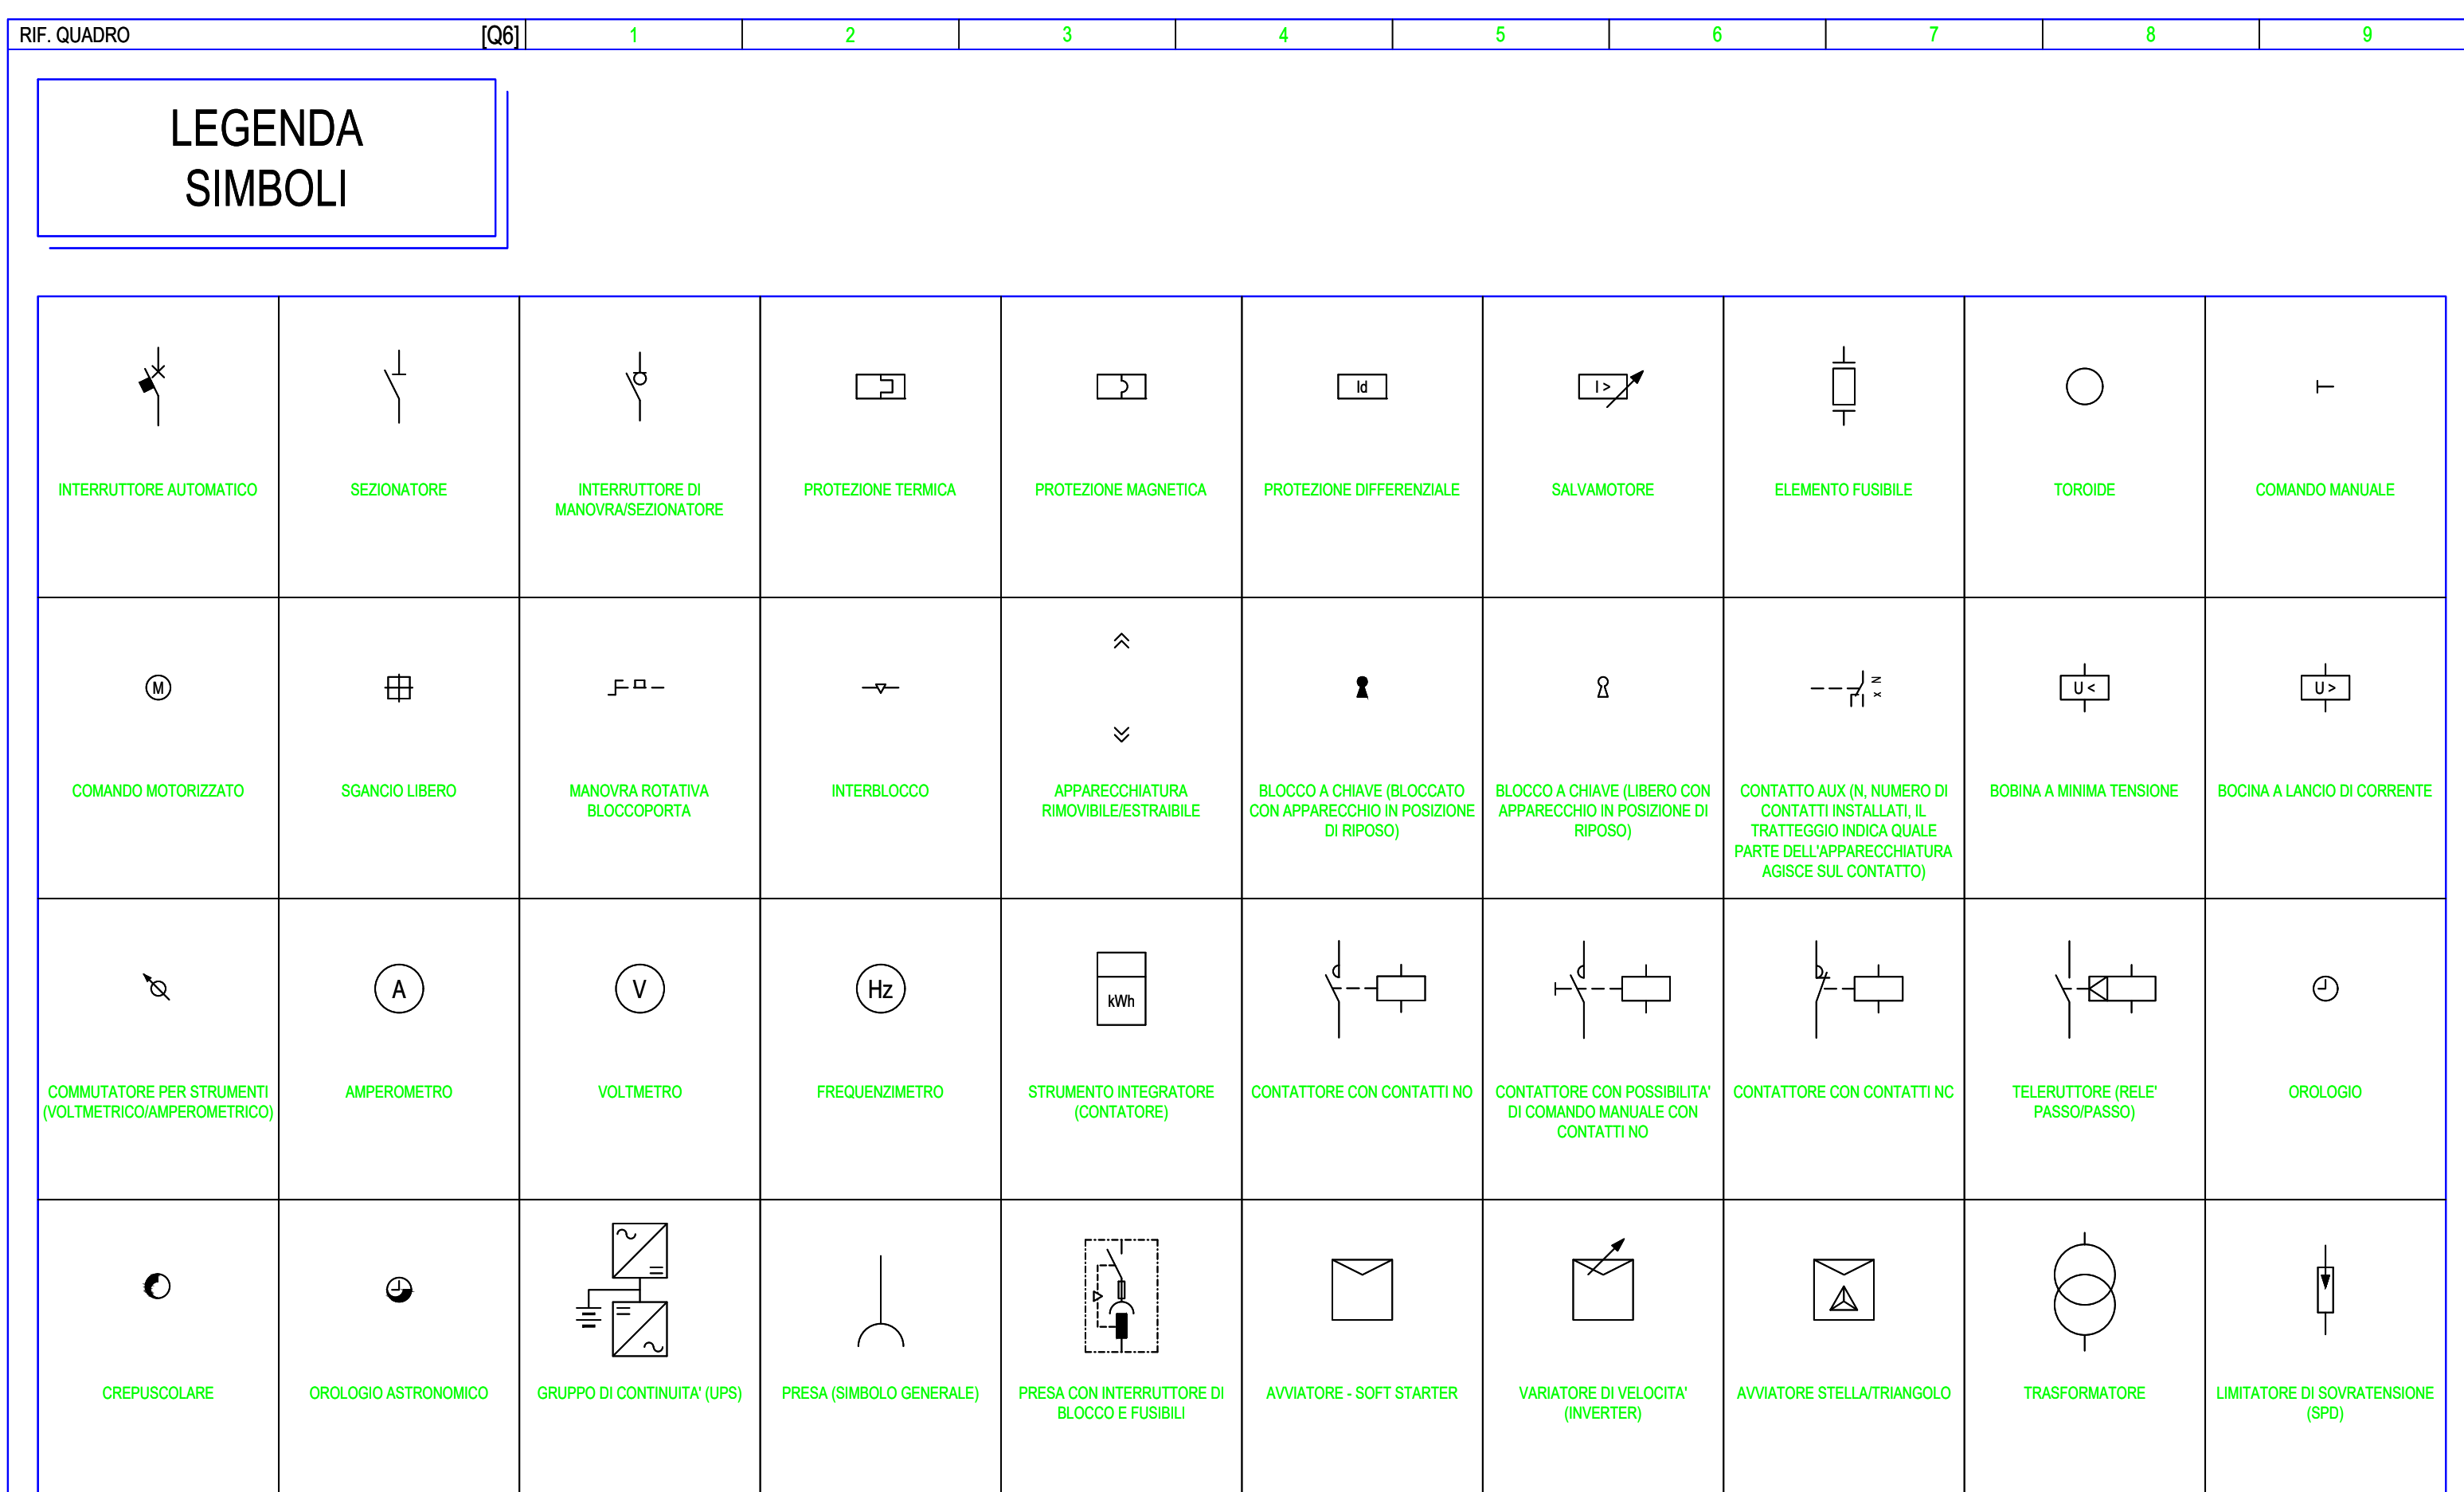 RIF. QUADRO [Q6] 1 2 3 4 5 6 7 8 9
LEGENDA
SIMBOLI
Id
I >
INTERRUTTORE AUTOMATICO
SEZIONATORE
INTERRUTTORE DI
MANOVRA/SEZIONATORE
PROTEZIONE TERMICA
PROTEZIONE MAGNETICA
PROTEZIONE DIFFERENZIALE
SALVAMOTORE
ELEMENTO FUSIBILE
TOROIDE
COMANDO MANUALE
M
N
x
U <
U >
COMANDO MOTORIZZATO
SGANCIO LIBERO
MANOVRA ROTATIVA
BLOCCOPORTA
INTERBLOCCO
APPARECCHIATURA
RIMOVIBILE/ESTRAIBILE
BLOCCO A CHIAVE (BLOCCATO
CON APPARECCHIO IN POSIZIONE
DI RIPOSO)
BLOCCO A CHIAVE (LIBERO CON
APPARECCHIO IN POSIZIONE DI
RIPOSO)
CONTATTO AUX (N, NUMERO DI
CONTATTI INSTALLATI, IL
TRATTEGGIO INDICA QUALE
PARTE DELL'APPARECCHIATURA
AGISCE SUL CONTATTO)
BOBINA A MINIMA TENSIONE
BOCINA A LANCIO DI CORRENTE
A
V
Hz
kWh
COMMUTATORE PER STRUMENTI
(VOLTMETRICO/AMPEROMETRICO)
AMPEROMETRO
VOLTMETRO
FREQUENZIMETRO
STRUMENTO INTEGRATORE
(CONTATORE)
CONTATTORE CON CONTATTI NO
CONTATTORE CON POSSIBILITA'
DI COMANDO MANUALE CON
CONTATTI NO
CONTATTORE CON CONTATTI NC
TELERUTTORE (RELE'
PASSO/PASSO)
OROLOGIO
CREPUSCOLARE
OROLOGIO ASTRONOMICO
GRUPPO DI CONTINUITA' (UPS)
PRESA (SIMBOLO GENERALE)
PRESA CON INTERRUTTORE DI
BLOCCO E FUSIBILI
AVVIATORE - SOFT STARTER
VARIATORE DI VELOCITA'
(INVERTER)
AVVIATORE STELLA/TRIANGOLO
TRASFORMATORE
LIMITATORE DI SOVRATENSIONE
(SPD)